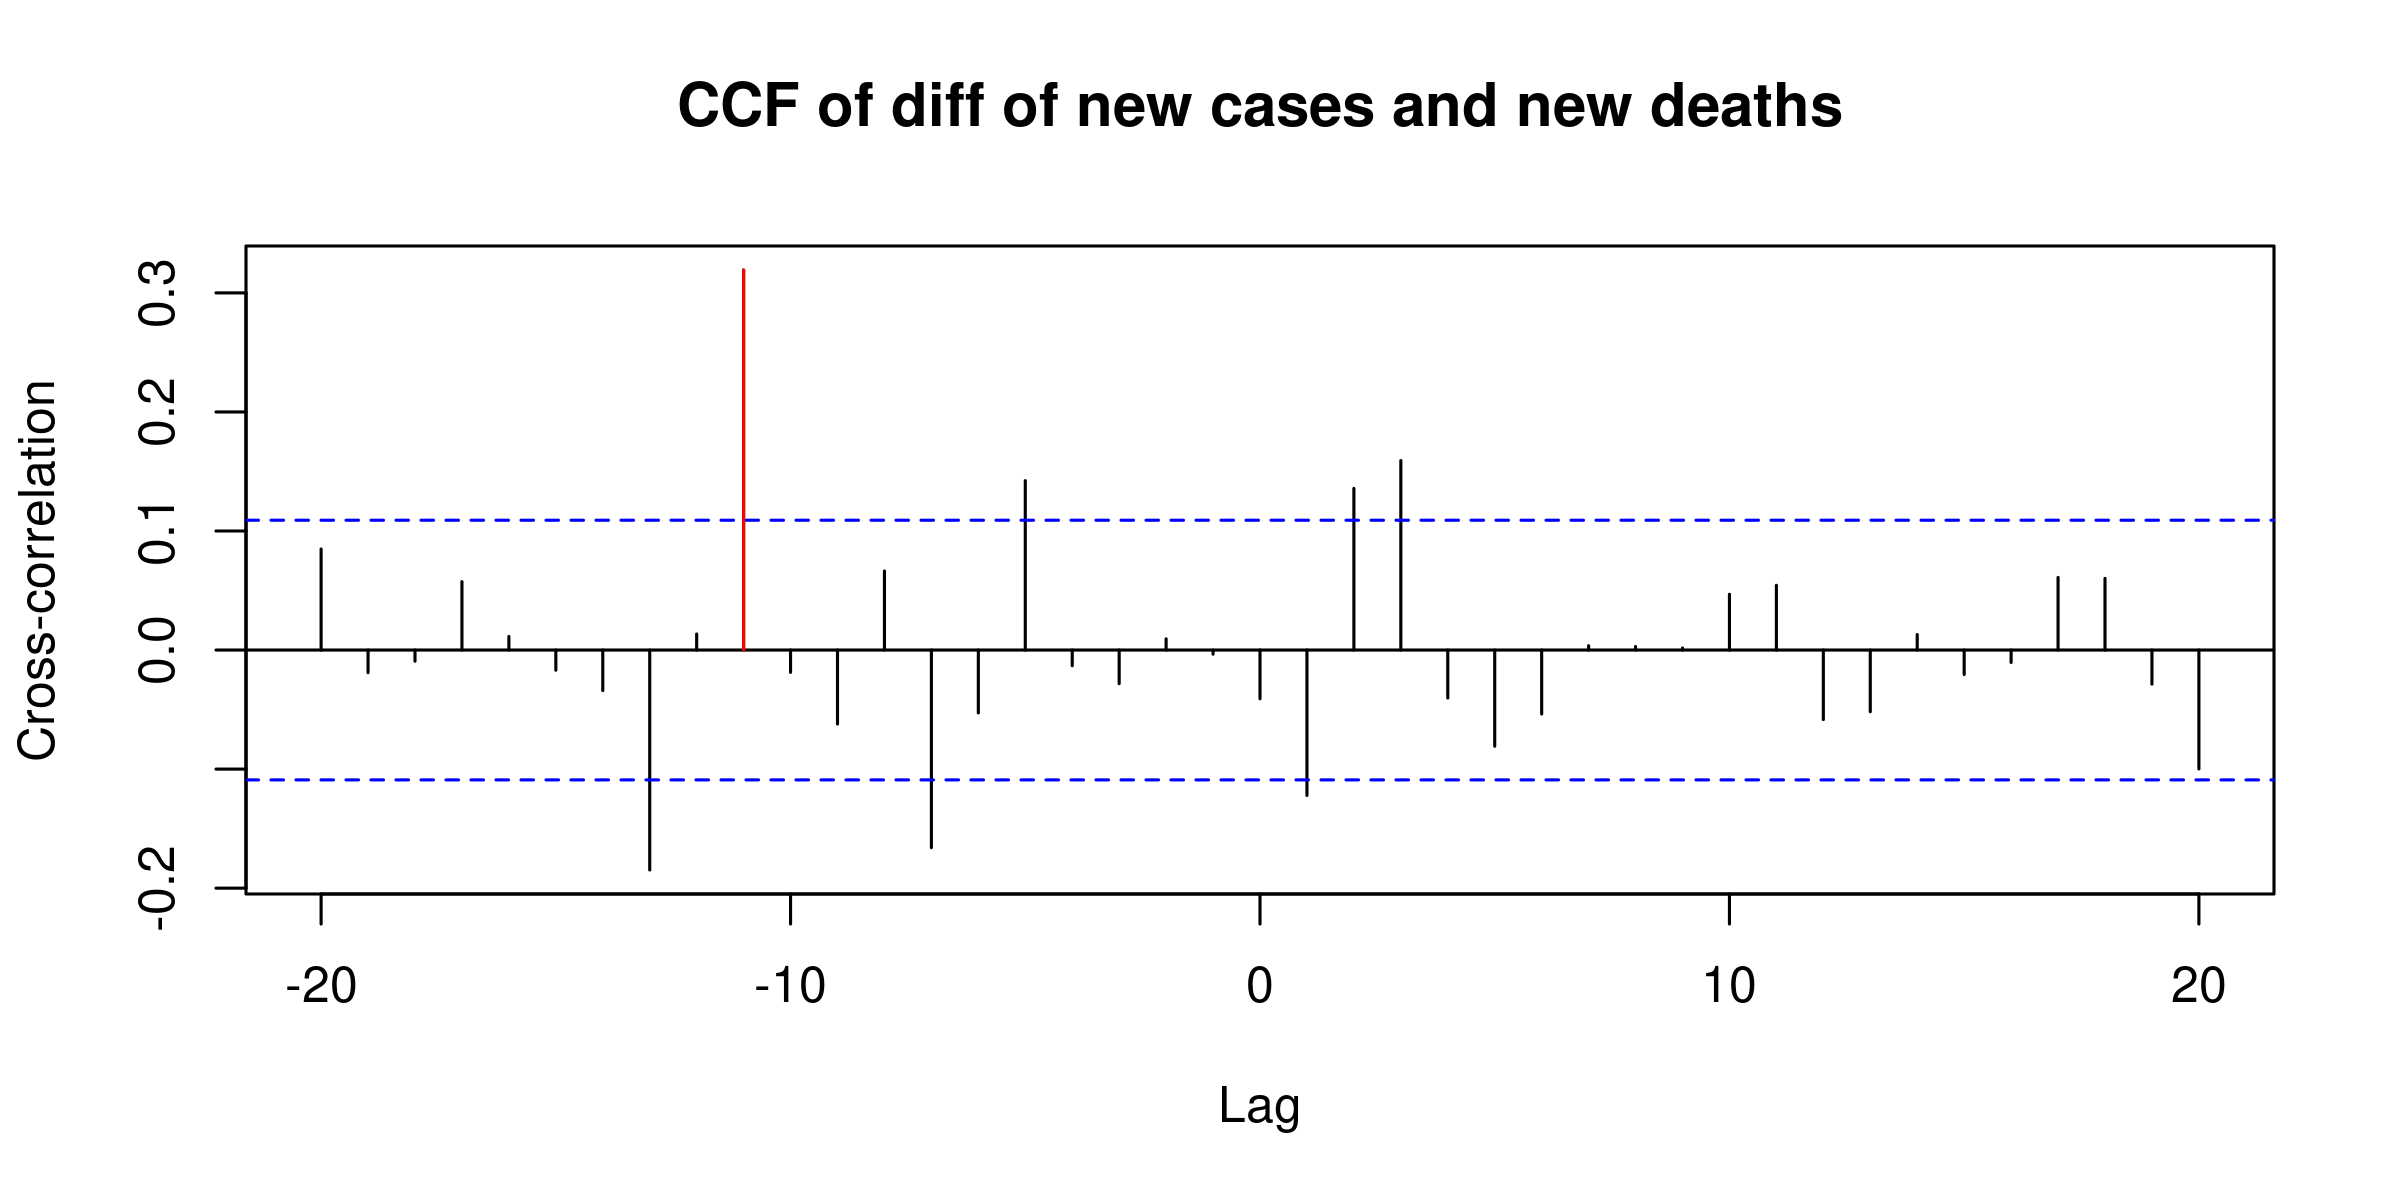 CCF of diff of new cases and new deaths
Cross-correlation
0.3
0.2
0.1
0.0
-0.2
-20 -10 0 10 20
Lag